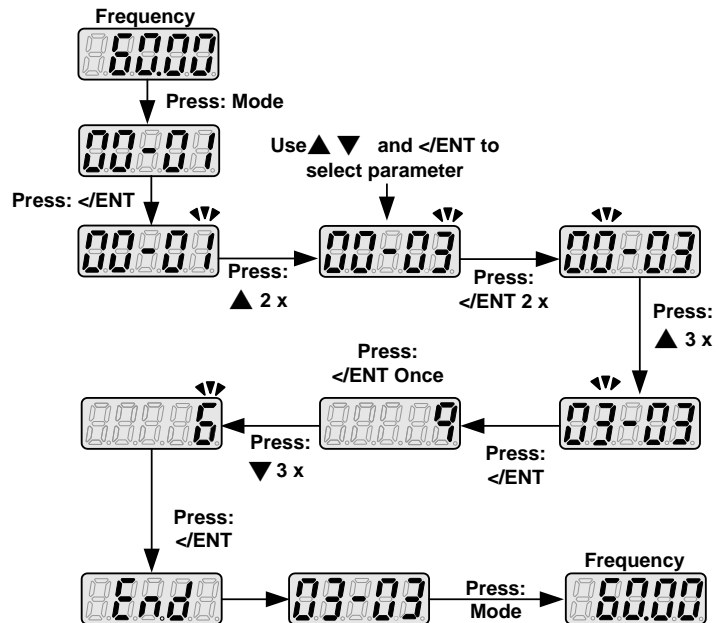 Frequency
60.00
Press: Mode
00-01
Use ▲ ▼ and </ENT to
select parameter
Press: </ENT
00-01
Press:
▲ 2 x
00-03
Press:
</ENT 2 x
00-03
Press:
▲ 3 x
03-03
Press:
</ENT
Press:
</ENT Once
9
Press:
▼ 3 x
6
Press:
</ENT
End
03-03
Press:
Mode
Frequency
60.00